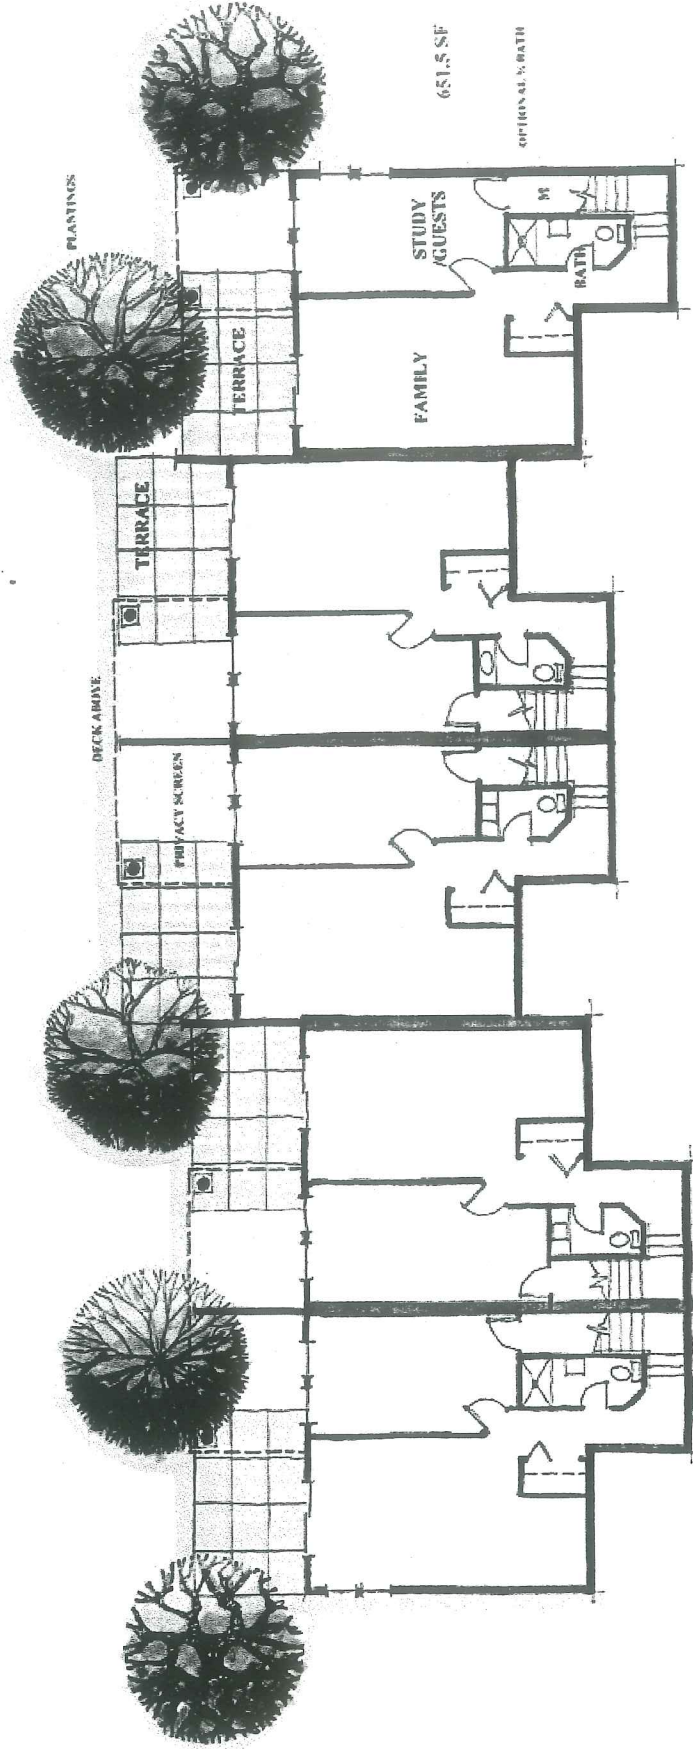 PLANTINGS
DECK ABOVE
PRIVACY SCREEN
TERRACE
TERRACE
FAMILY
STUDY
/GUESTS
BATH
M
651.5 SF
OPTIONAL ¾ BATH